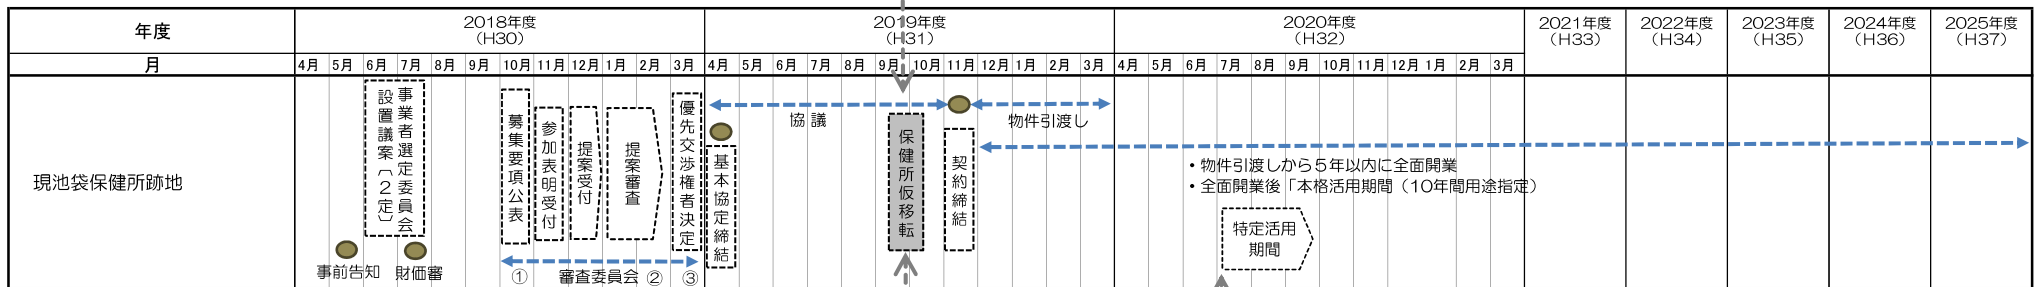 年度
2018年度
（H30）
2019年度
（H31）
2020年度
（H32）
2021年度
（H33）
2022年度
（H34）
2023年度
（H35）
2024年度
（H36）
2025年度
（H37）
月
4月 5月 6月 7月 8月 9月 10月 11月 12月 1月 2月 3月 4月 5月 6月 7月 8月 9月 10月 11月 12月 1月 2月 3月 4月 5月 6月 7月 8月 9月 10月 11月 12月 1月 2月 3月
現池袋保健所跡地
事前告知
事業者選定委員会
設置議案〔2定〕
財価審
募集要項公表
参加表明受付
提案受付
提案審査
優先交渉権者決定
① 審査委員会 ② ③
基本協定締結
協議
保健所仮移転
契約締結
物件引渡し
・物件引渡しから5年以内に全面開業
・全面開業後「本格活用期間（10年間用途指定）
特定活用
期間